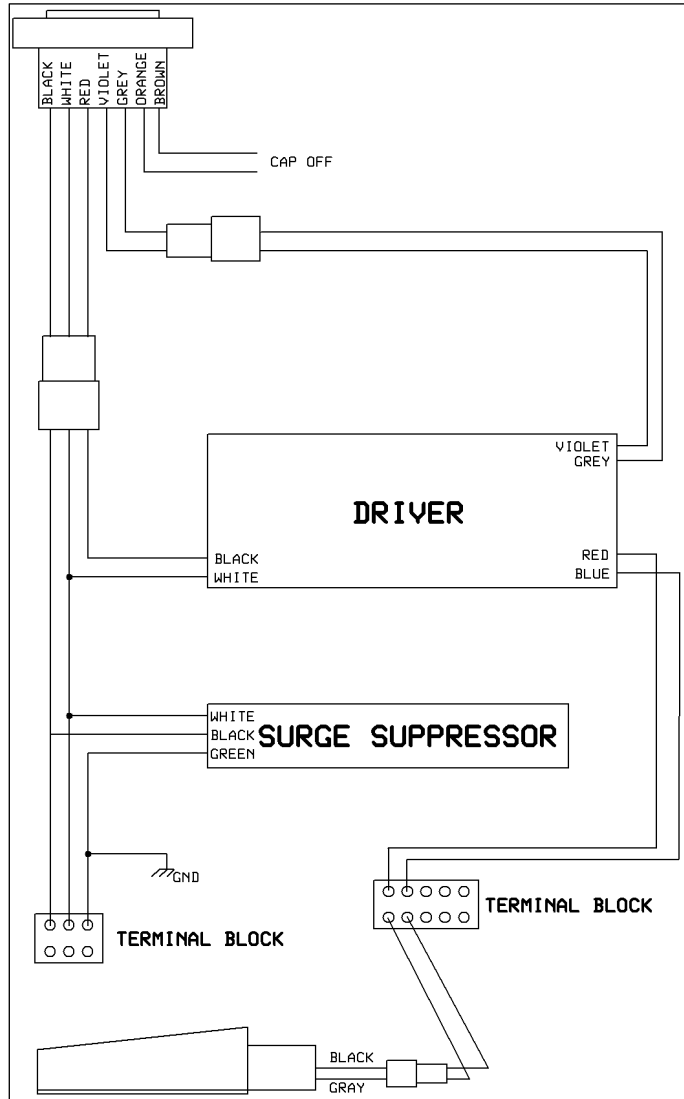 BLACK
WHITE
RED
VIOLET
GREY
ORANGE
BROWN
CAP OFF
VIOLET
GREY
DRIVER
BLACK
WHITE
RED
BLUE
WHITE
BLACK
GREEN
SURGE SUPPRESSOR
GND
TERMINAL BLOCK
TERMINAL BLOCK
BLACK
GRAY